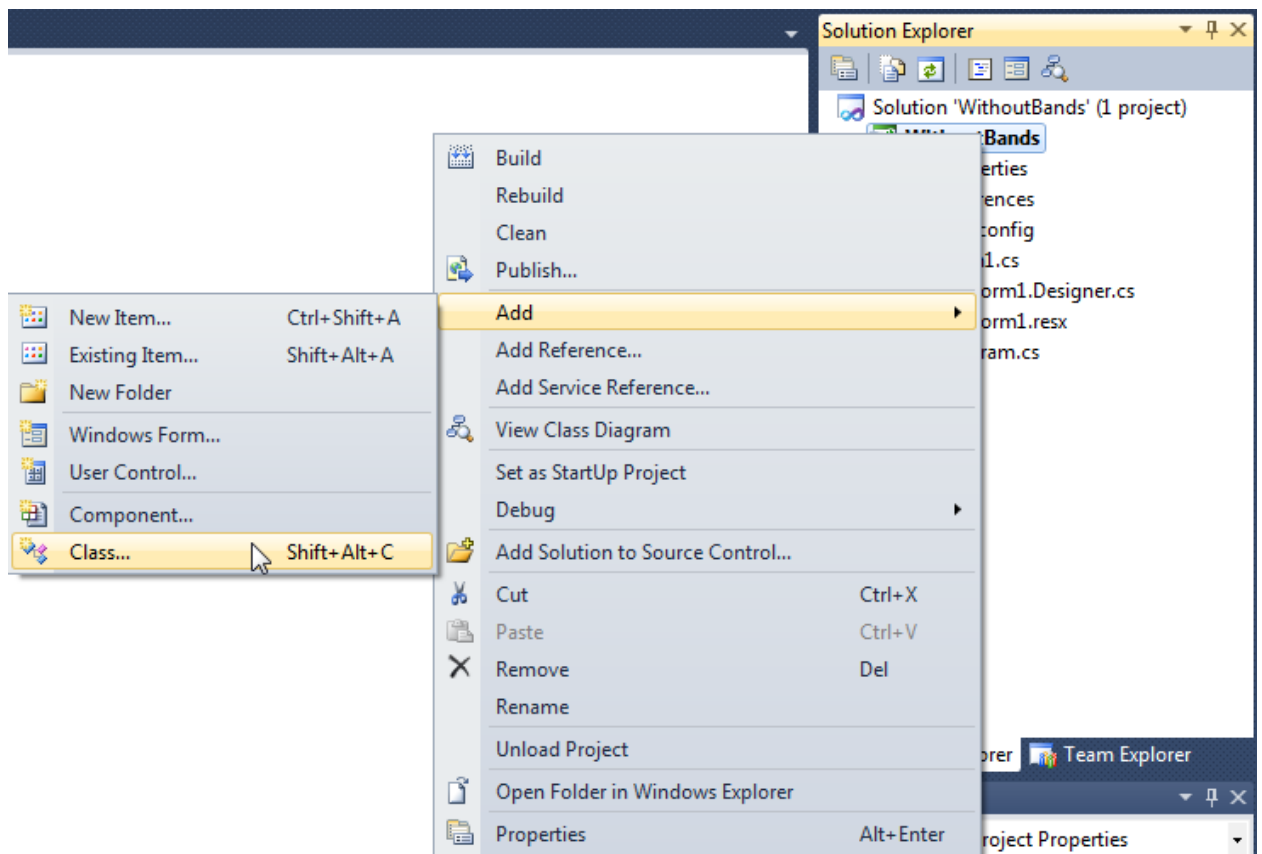 Solution Explorer
Solution 'WithoutBands' (1 project)
Bands
erties
ences
config
1.cs
orm1.Designer.cs
orm1.resx
ram.cs
Build
Rebuild
Clean
Publish...
Add
Add Reference...
Add Service Reference...
View Class Diagram
Set as StartUp Project
Debug
Add Solution to Source Control...
Cut Ctrl+X
Paste Ctrl+V
Remove Del
Rename
Unload Project
Open Folder in Windows Explorer
Properties Alt+Enter
New Item... Ctrl+Shift+A
Existing Item... Shift+Alt+A
New Folder
Windows Form...
User Control...
Component...
Class... Shift+Alt+C
orer Team Explorer
roject Properties